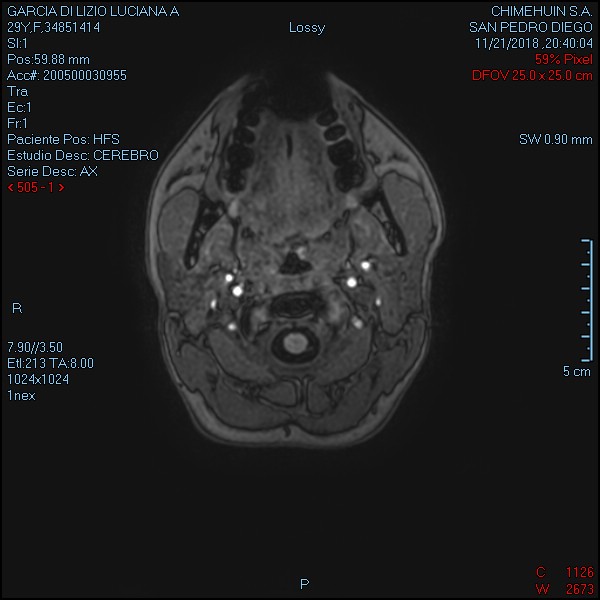 GARCIA DI LIZIO LUCIANA A
29Y,F,34851414
Sl:1
Pos:59.88 mm
Acc#: 200500030955
Tra
Ec:1
Fr:1
Paciente Pos: HFS
Estudio Desc: CEREBRO
Serie Desc: AX
< 505 - 1 >
Lossy
CHIMEHUIN S.A.
SAN PEDRO DIEGO
11/21/2018 ,20:40:04
59% Pixel
DFOV 25.0 x 25.0 cm
SW 0.90 mm
R
5 cm
7.90//3.50
Etl:213 TA:8.00
1024x1024
1nex
P
C 1126
W 2673